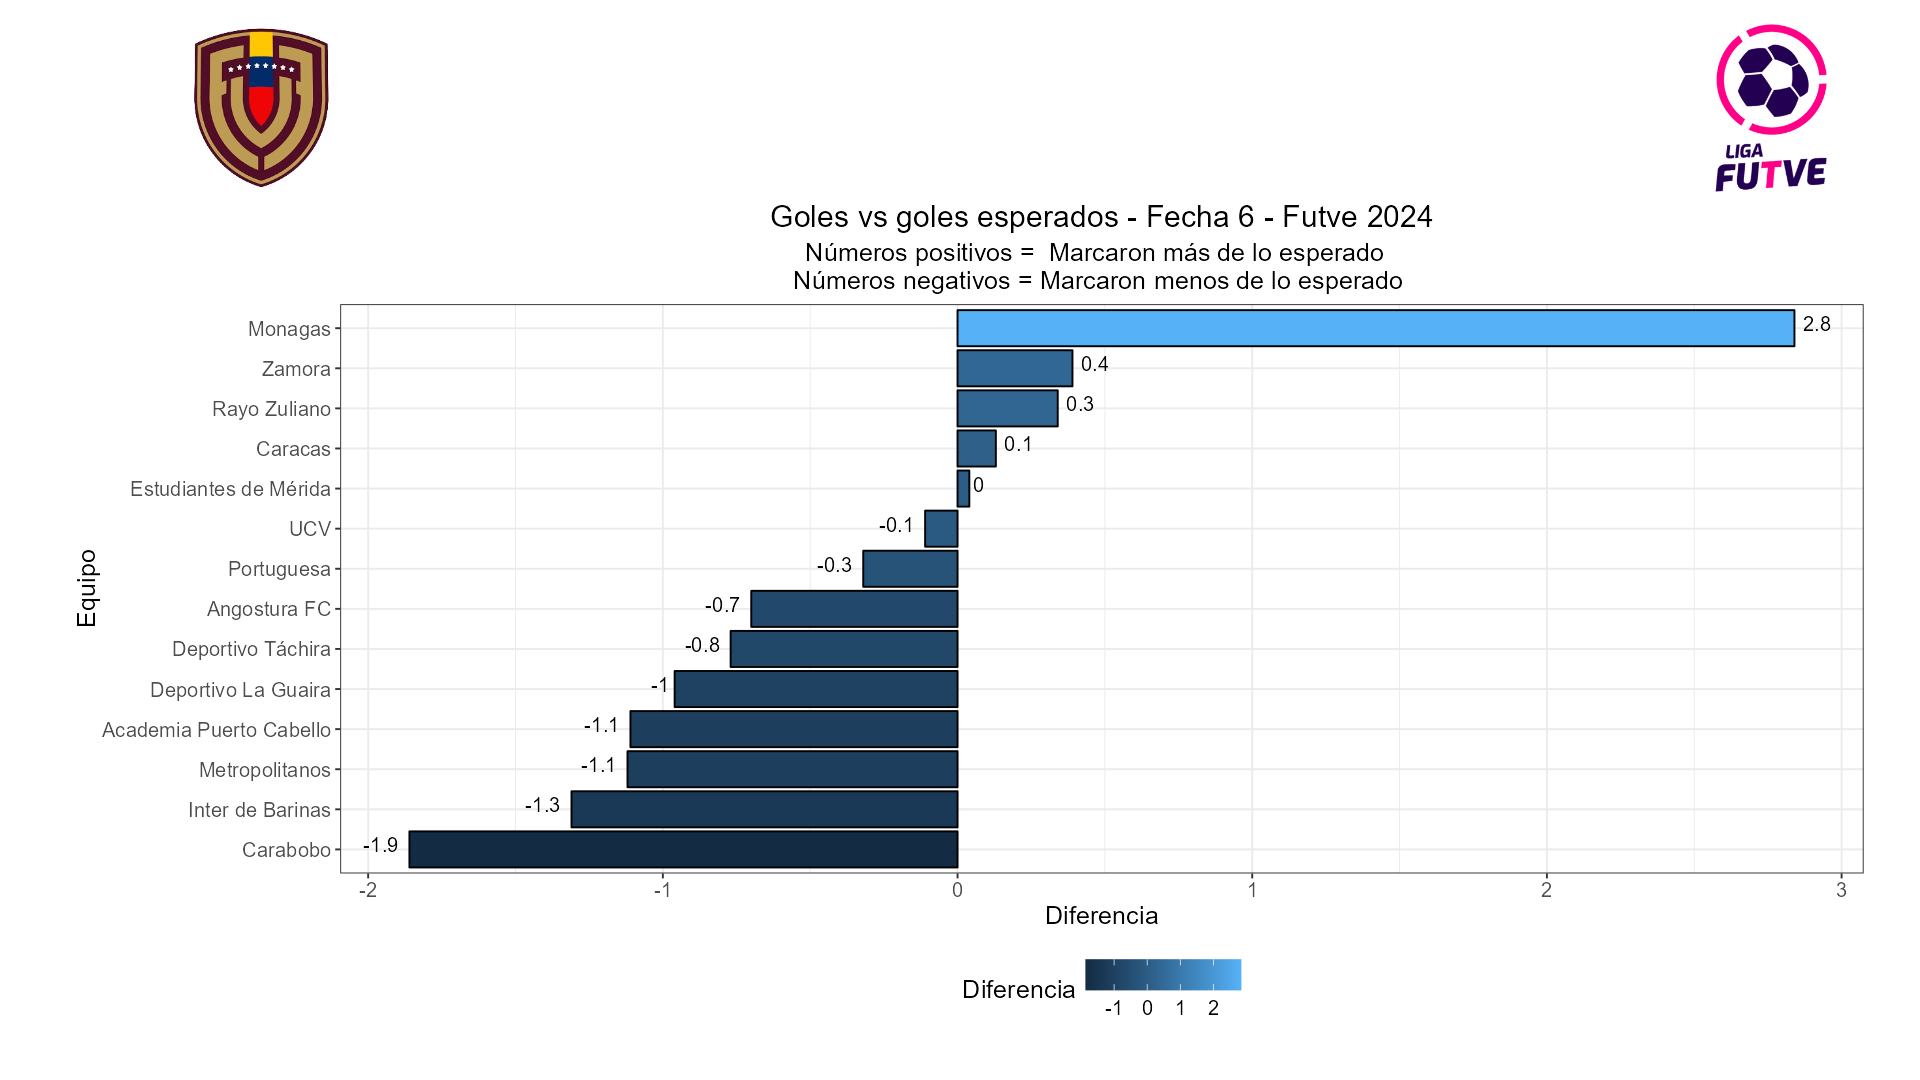 LIGA
FUTVE
Goles vs goles esperados - Fecha 6 - Futve 2024
Números positivos =  Marcaron más de lo esperado
Números negativos = Marcaron menos de lo esperado
Equipo
Monagas 2.8
Zamora 0.4
Rayo Zuliano 0.3
Caracas 0.1
Estudiantes de Mérida 0
UCV -0.1
Portuguesa -0.3
Angostura FC -0.7
Deportivo Táchira -0.8
Deportivo La Guaira -1
Academia Puerto Cabello -1.1
Metropolitanos -1.1
Inter de Barinas -1.3
Carabobo -1.9
-2 -1 0 1 2 3
Diferencia
Diferencia
-1 0 1 2